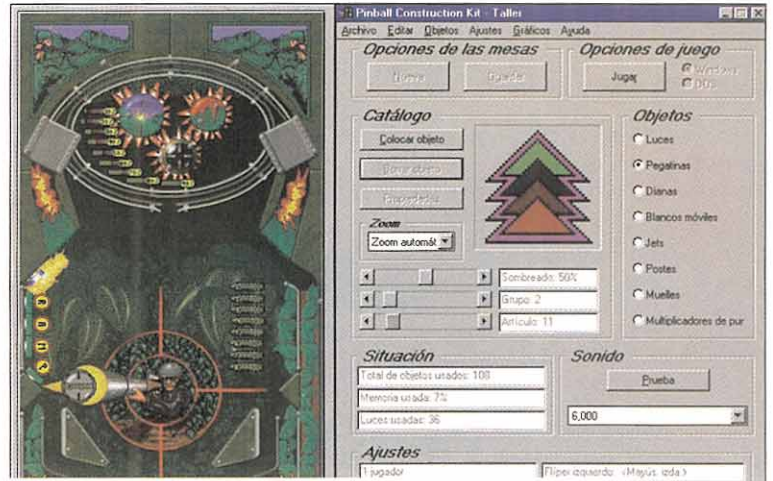 Pinball Construction Kit - Taller
Archivo Editar Objetos Ajustes Gráficos Ayuda
Opciones de las mesas
Nueva
Guardar
Opciones de juego
Jugar
Windows
DOS
Catálogo
Colocar objeto
Borrar objeto
Propiedades
Zoom
Zoom automát
Sombreado: 50%
Grupo: 2
Artículo: 11
Objetos
Luces
Pegatinas
Dianas
Blancos móviles
Jets
Postes
Muelles
Multiplicadores de pur
Situación
Total de objetos usados: 108
Memoria usada: 7%
Luces usadas: 36
Sonido
Prueba
6,000
Ajustes
1 jugador
Fliper izquierdo: <Mayús. izda.>